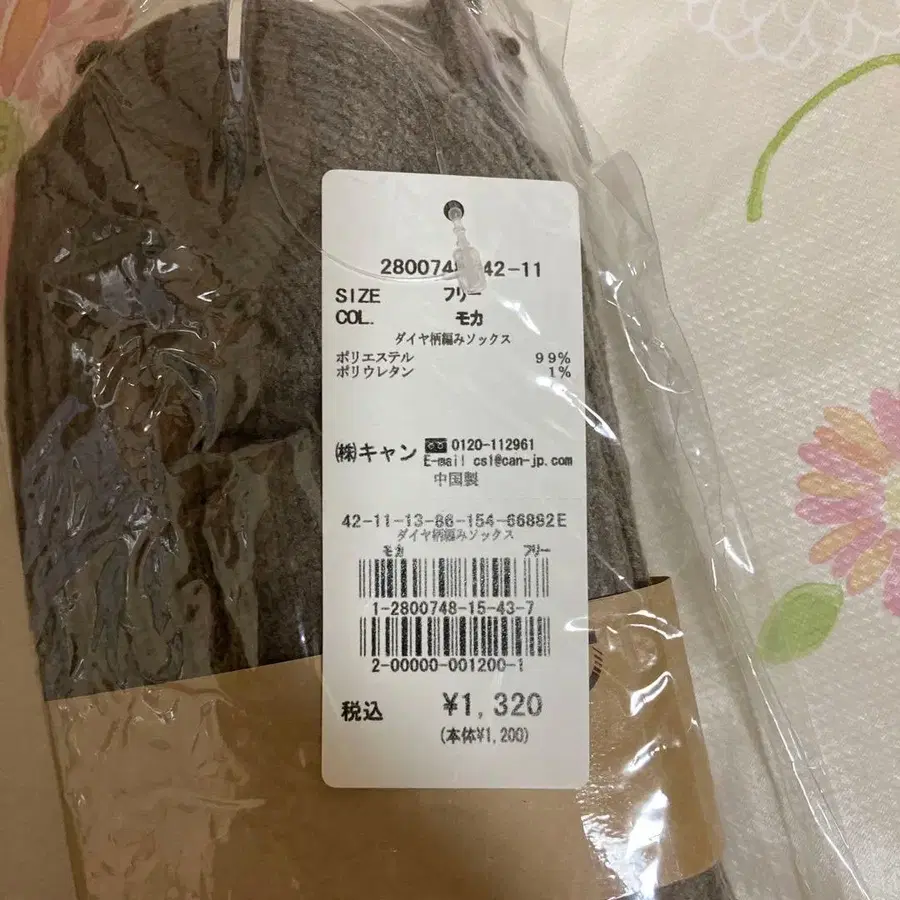 2800748 42-11
SIZE フリー
COL. モカ
ダイヤ柄編みソックス
ポリエステル 99%
ポリウレタン 1%
㈱キャン 0120-112961
E-mail cs1@can-jp.com
中国製
42-11-13-86-154-66882E
ダイヤ柄編みソックス
モカ フリー
1-2800748-15-43-7
2-00000-001200-1
税込 ¥1,320
(本体¥1,200)